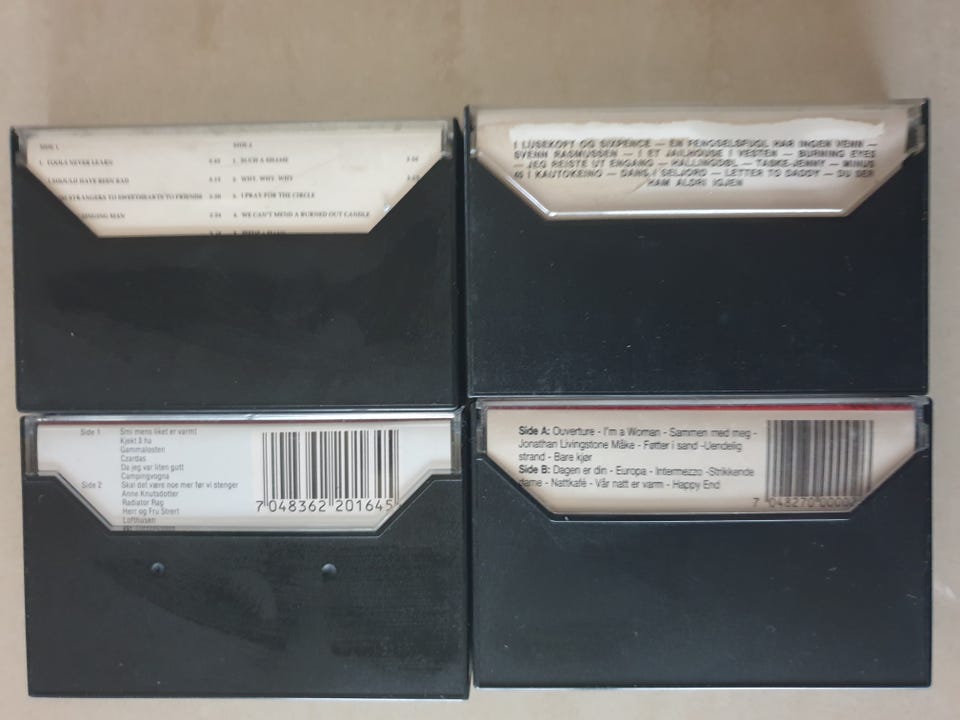 SIDE 1
SIDE 2
1. FOOLS NEVER LEARN
1. SUCH A SHAME
I SHOULD HAVE BEEN BAD
2. WHY, WHY, WHY
STRANGERS TO SWEETHEARTS TO FRIENDS
3. I PRAY FOR THE CIRCLE
SINGING MAN
4. WE CAN'T MEND A BURNED OUT CANDLE
I LUSEKOFT OG SIXPENCE — EN FENGSELSFUGL HAR INGEN VENN —
SVENN RASMUSSEN — I ET JAILHOUSE I VESTEN — BURNING EYES
— JEG REISTE UT ENGANG — HALLINGDØL — TASKE-JENNY — MINUS
I KAUTOKEINO — DANS I SELJORD — LETTER TO DADDY — DU SER
HAM ALDRI IGJEN
Side 1 Smi mens liket er varmt
Kjekt å ha
Gammalosten
Czardas
Da jeg var liten gutt
Campingvogna
Side 2 Skal det være noe mer før vi stenger
Anne Knutsdotter
Radiator Rag
Herr og Fru Strert
Lofthusen
7 048362 201645
Side A: Ouverture - I'm a Woman - Sammen med meg -
Jonathan Livingstone Måke - Føtter i sand -Uendelig
strand - Bare kjør
Side B: Dagen er din - Europa - Intermezzo -Strikkende
dame - Nattkafé - Vår natt er varm - Happy End